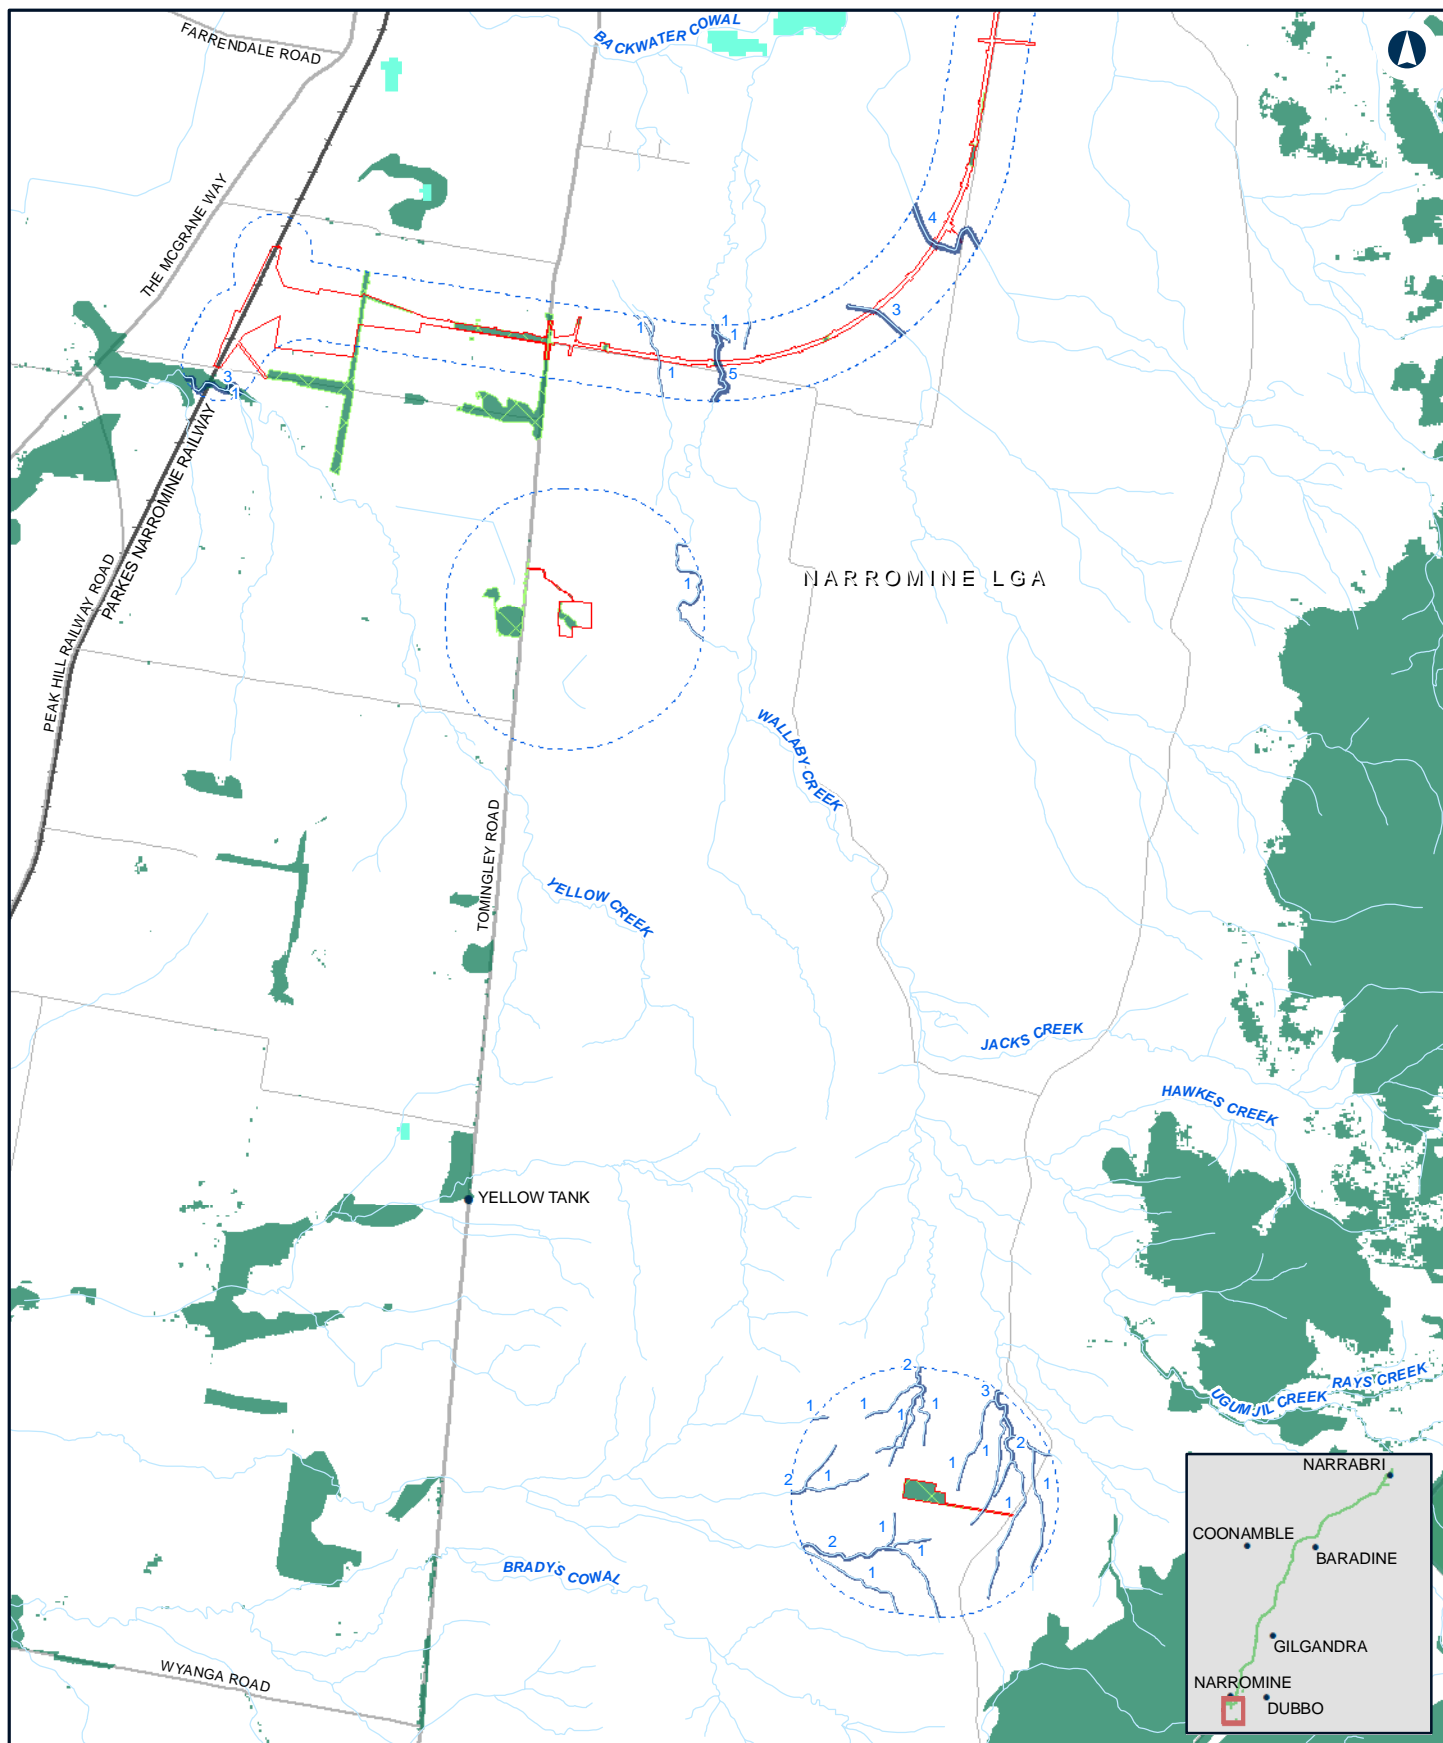 BACKWATER COWAL
FARRENDALE ROAD
THE MCGRANE WAY
4
3
1
1
1
1
5
3
1
PARKES NARROMINE RAILWAY
PEAK HILL RAILWAY ROAD
1
NARROMINE LGA
WALLABY CREEK
TOMINGLEY ROAD
YELLOW CREEK
JACKS CREEK
HAWKES CREEK
YELLOW TANK
RAYS CREEK
UGUMJIL CREEK
2
3
1
1
1
1
2
1
1
2
1
1
1
1
2
1
1
BRADYS COWAL
WYANGA ROAD
NARRABRI
COONAMBLE
BARADINE
GILGANDRA
NARROMINE
DUBBO